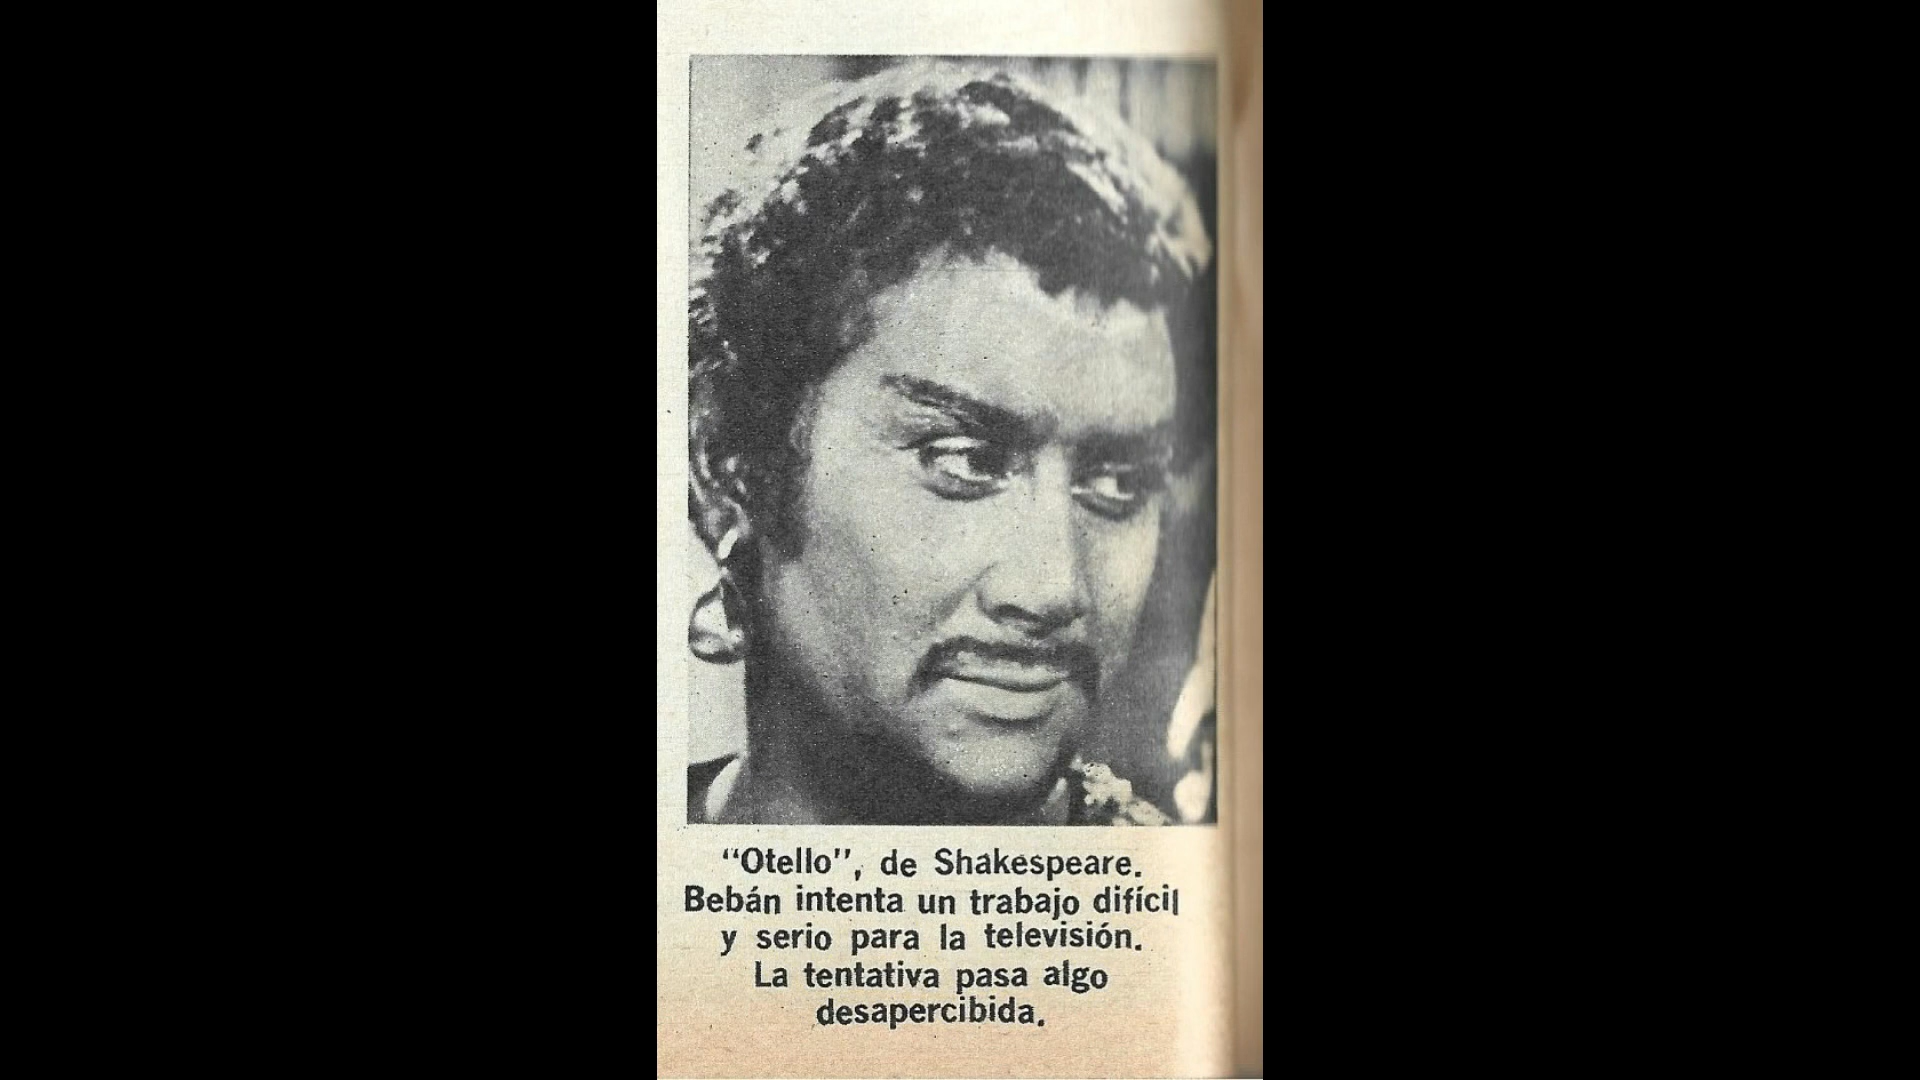 “Otello”, de Shakespeare.
Bebán intenta un trabajo difícil
y serio para la televisión.
La tentativa pasa algo
desapercibida.